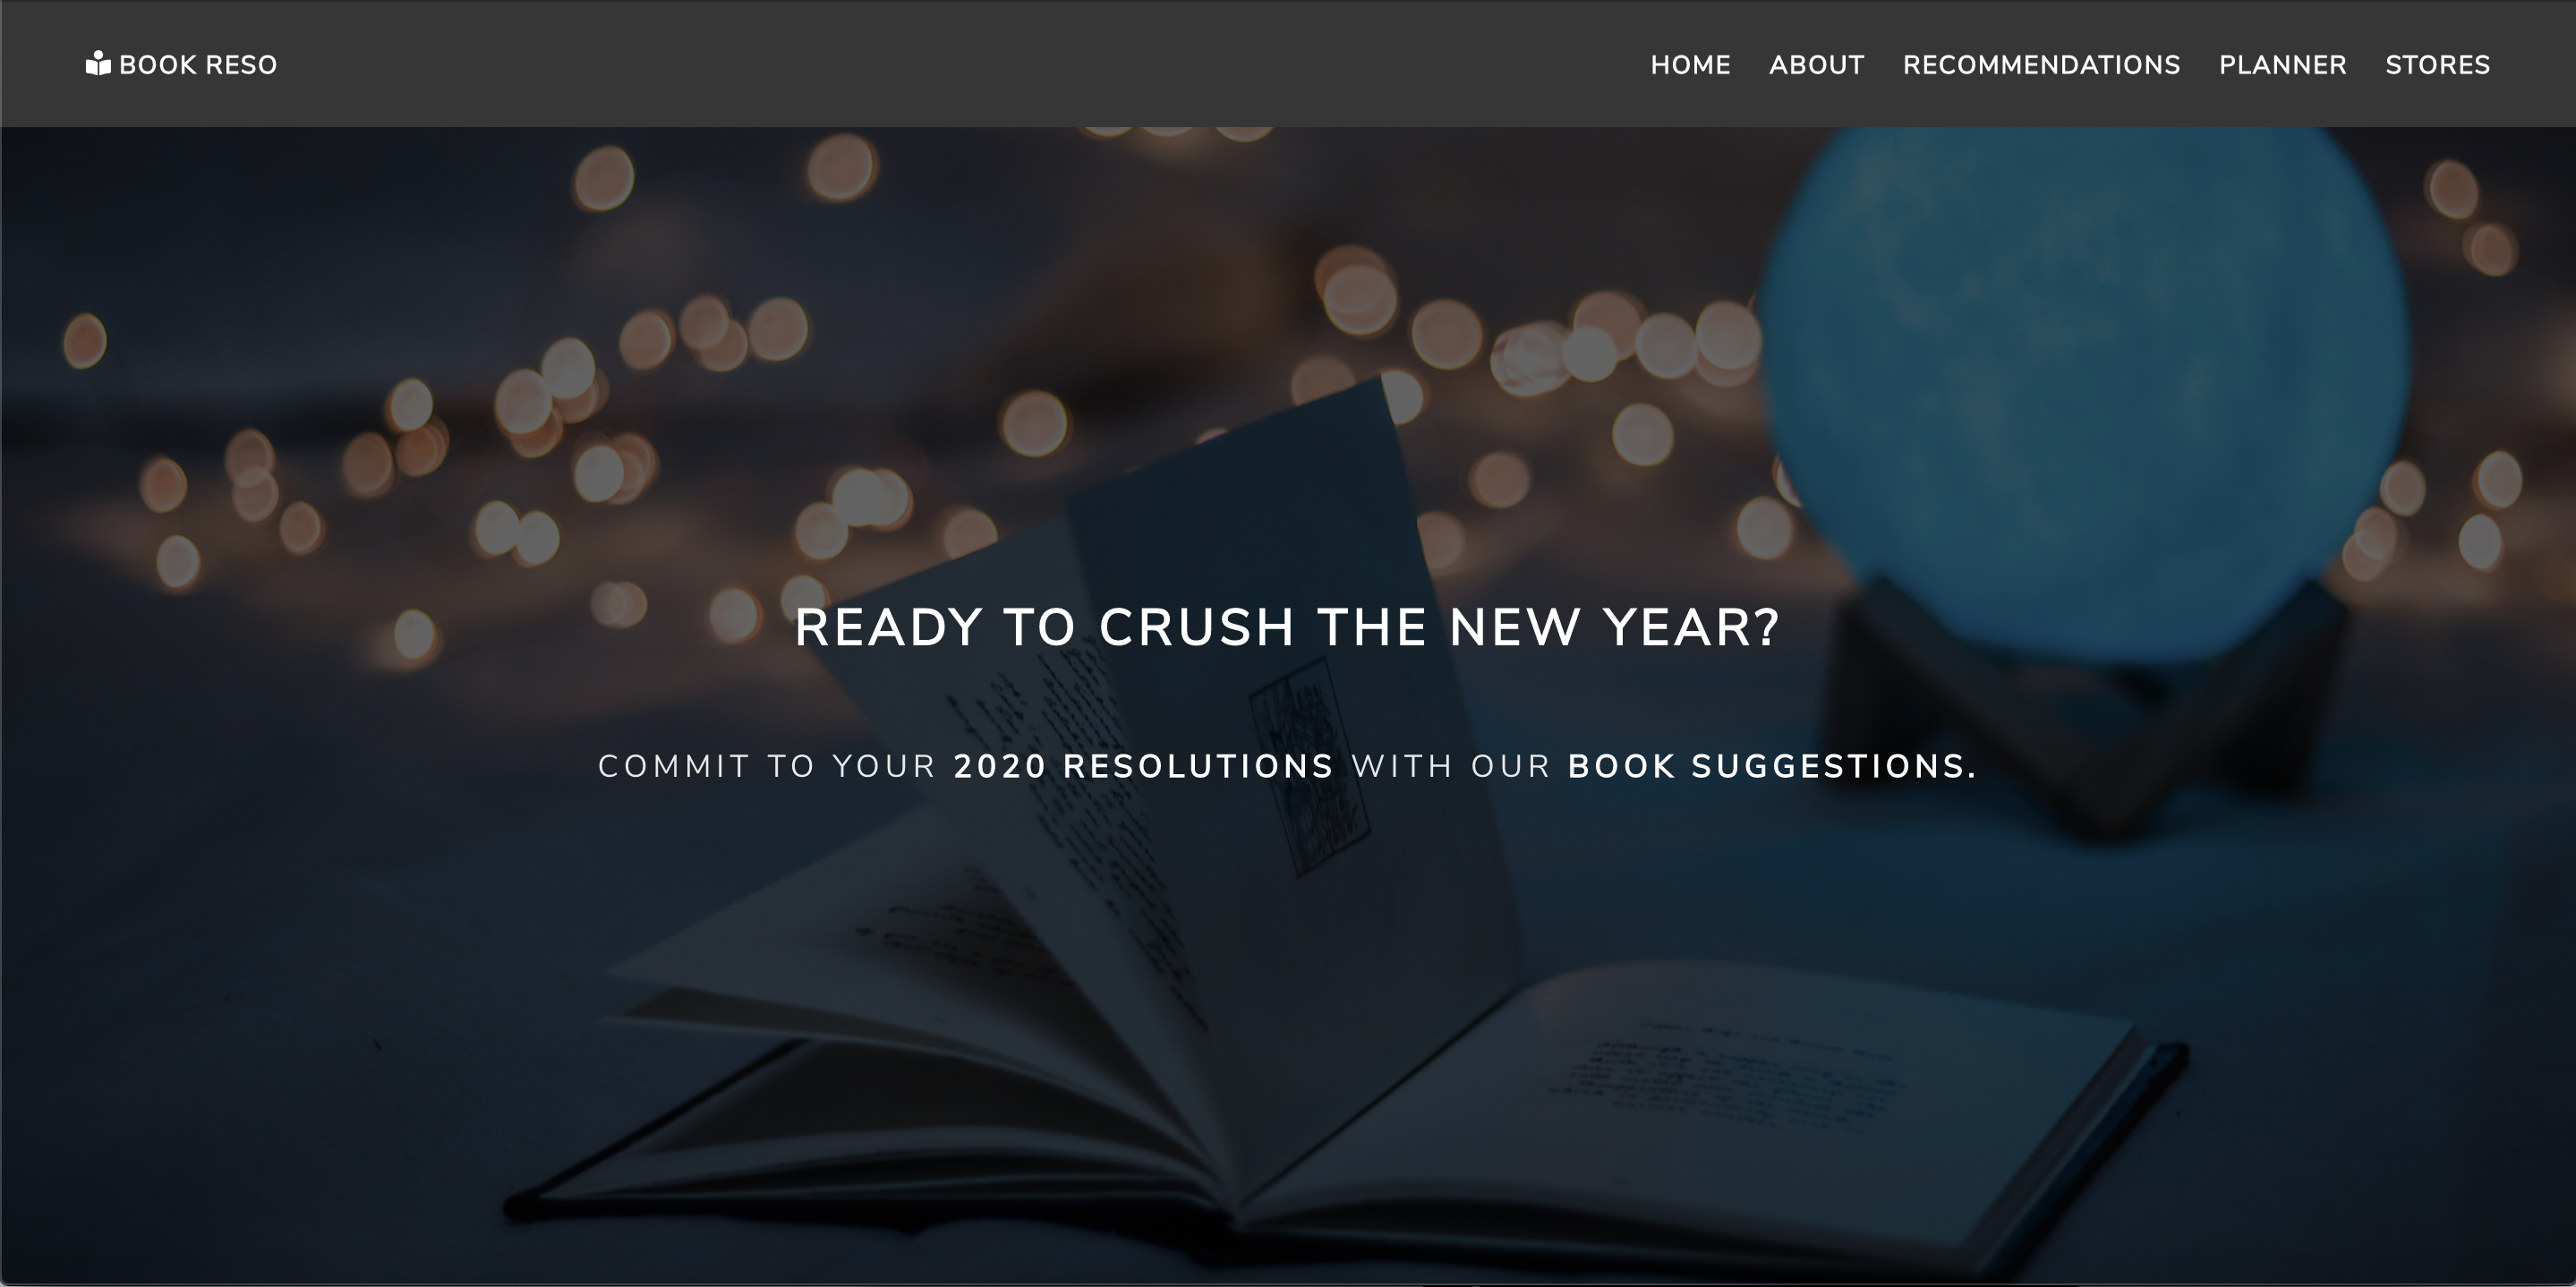 BOOK RESO
HOME ABOUT RECOMMENDATIONS PLANNER STORES
READY TO CRUSH THE NEW YEAR?
COMMIT TO YOUR 2020 RESOLUTIONS WITH OUR BOOK SUGGESTIONS.